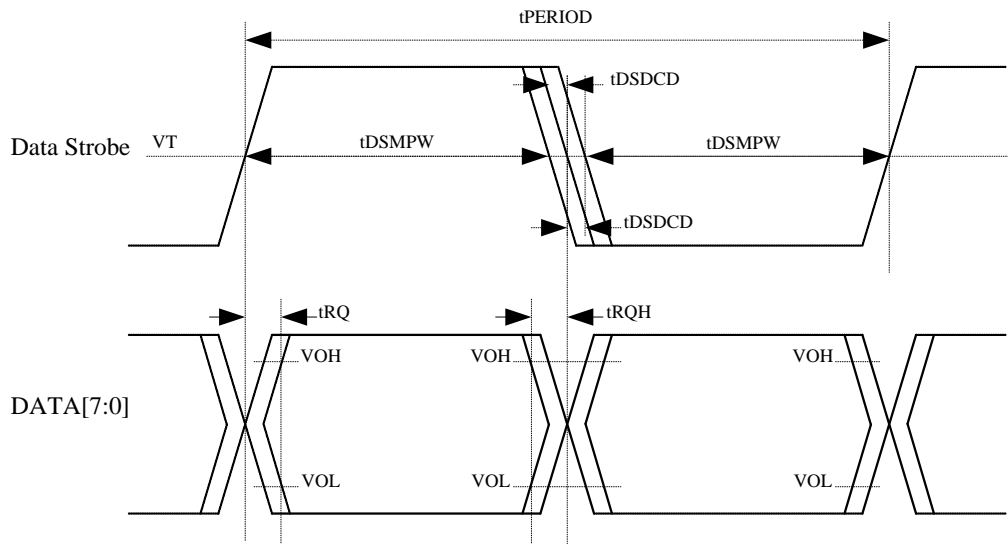 tPERIOD
tDSDCD
Data Strobe VT tDSMPW tDSMPW
tDSDCD
tRQ tRQH
VOH VOH VOH
DATA[7:0]
VOL VOL VOL